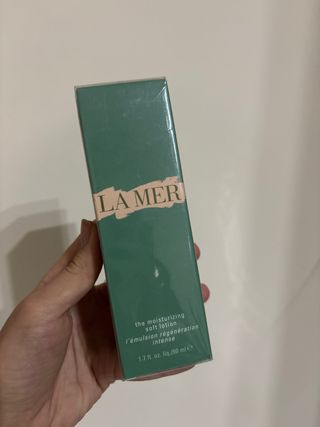 LA MER
the moisturizing
soft lotion
l'émulsion régénération
intense
1.7 fl. oz. liq./50 ml ℮